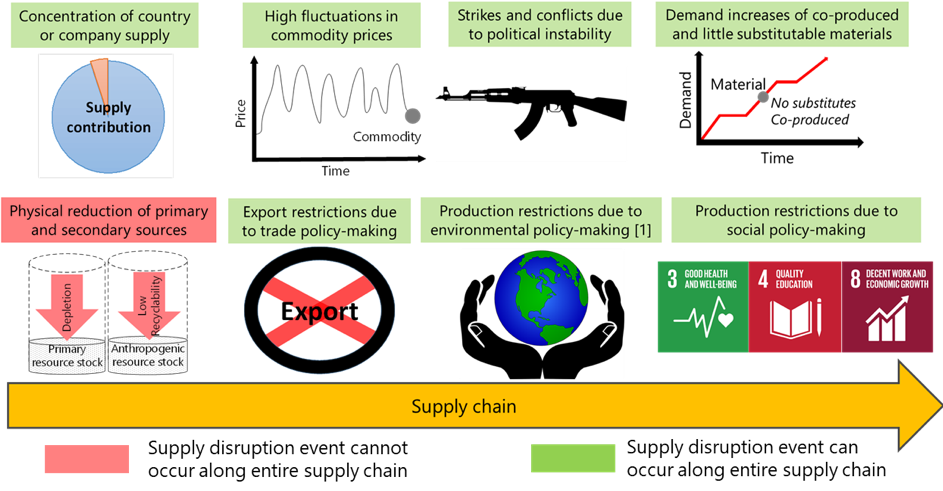 Concentration of country
or company supply
High fluctuations in
commodity prices
Strikes and conflicts due
to political instability
Demand increases of co-produced
and little substitutable materials
Supply
contribution
Price
Commodity
Time
Demand
Material
No substitutes
Co-produced
Time
Physical reduction of primary
and secondary sources
Export restrictions due
to trade policy-making
Production restrictions due to
environmental policy-making [1]
Production restrictions due to
social policy-making
Depletion
Low
Recyclability
Primary
resource stock
Anthropogenic
resource stock
Export
3 GOOD HEALTH
AND WELL-BEING
4 QUALITY
EDUCATION
8 DECENT WORK AND
ECONOMIC GROWTH
Supply chain
Supply disruption event cannot
occur along entire supply chain
Supply disruption event can
occur along entire supply chain